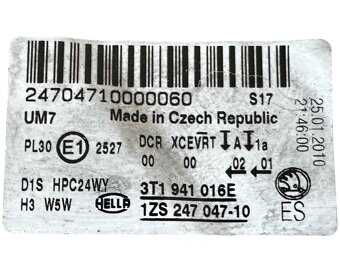 24704710000060 S17
UM7 Made in Czech Republic
PL30 E1 2527 DCR XCEVRT A 1a
00 00 02 01
D1S HPC24WY 3T1 941 016E
H3 W5W HELLA 1ZS 247 047-10
ES
25.01.2010
21:46:00